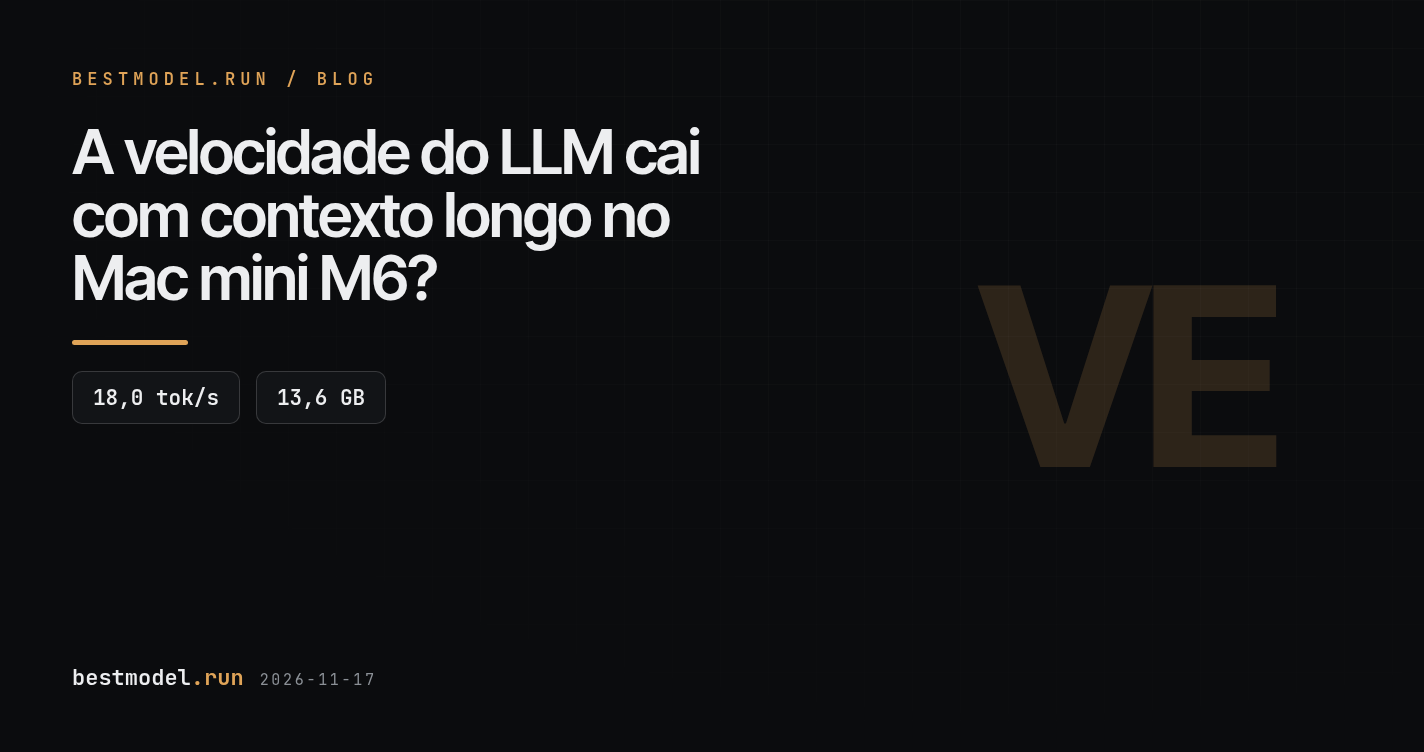 BESTMODEL.RUN / BLOG
A velocidade do LLM cai
com contexto longo no
Mac mini M6?
18,0 tok/s
13,6 GB
VE
bestmodel.run 2026-11-17